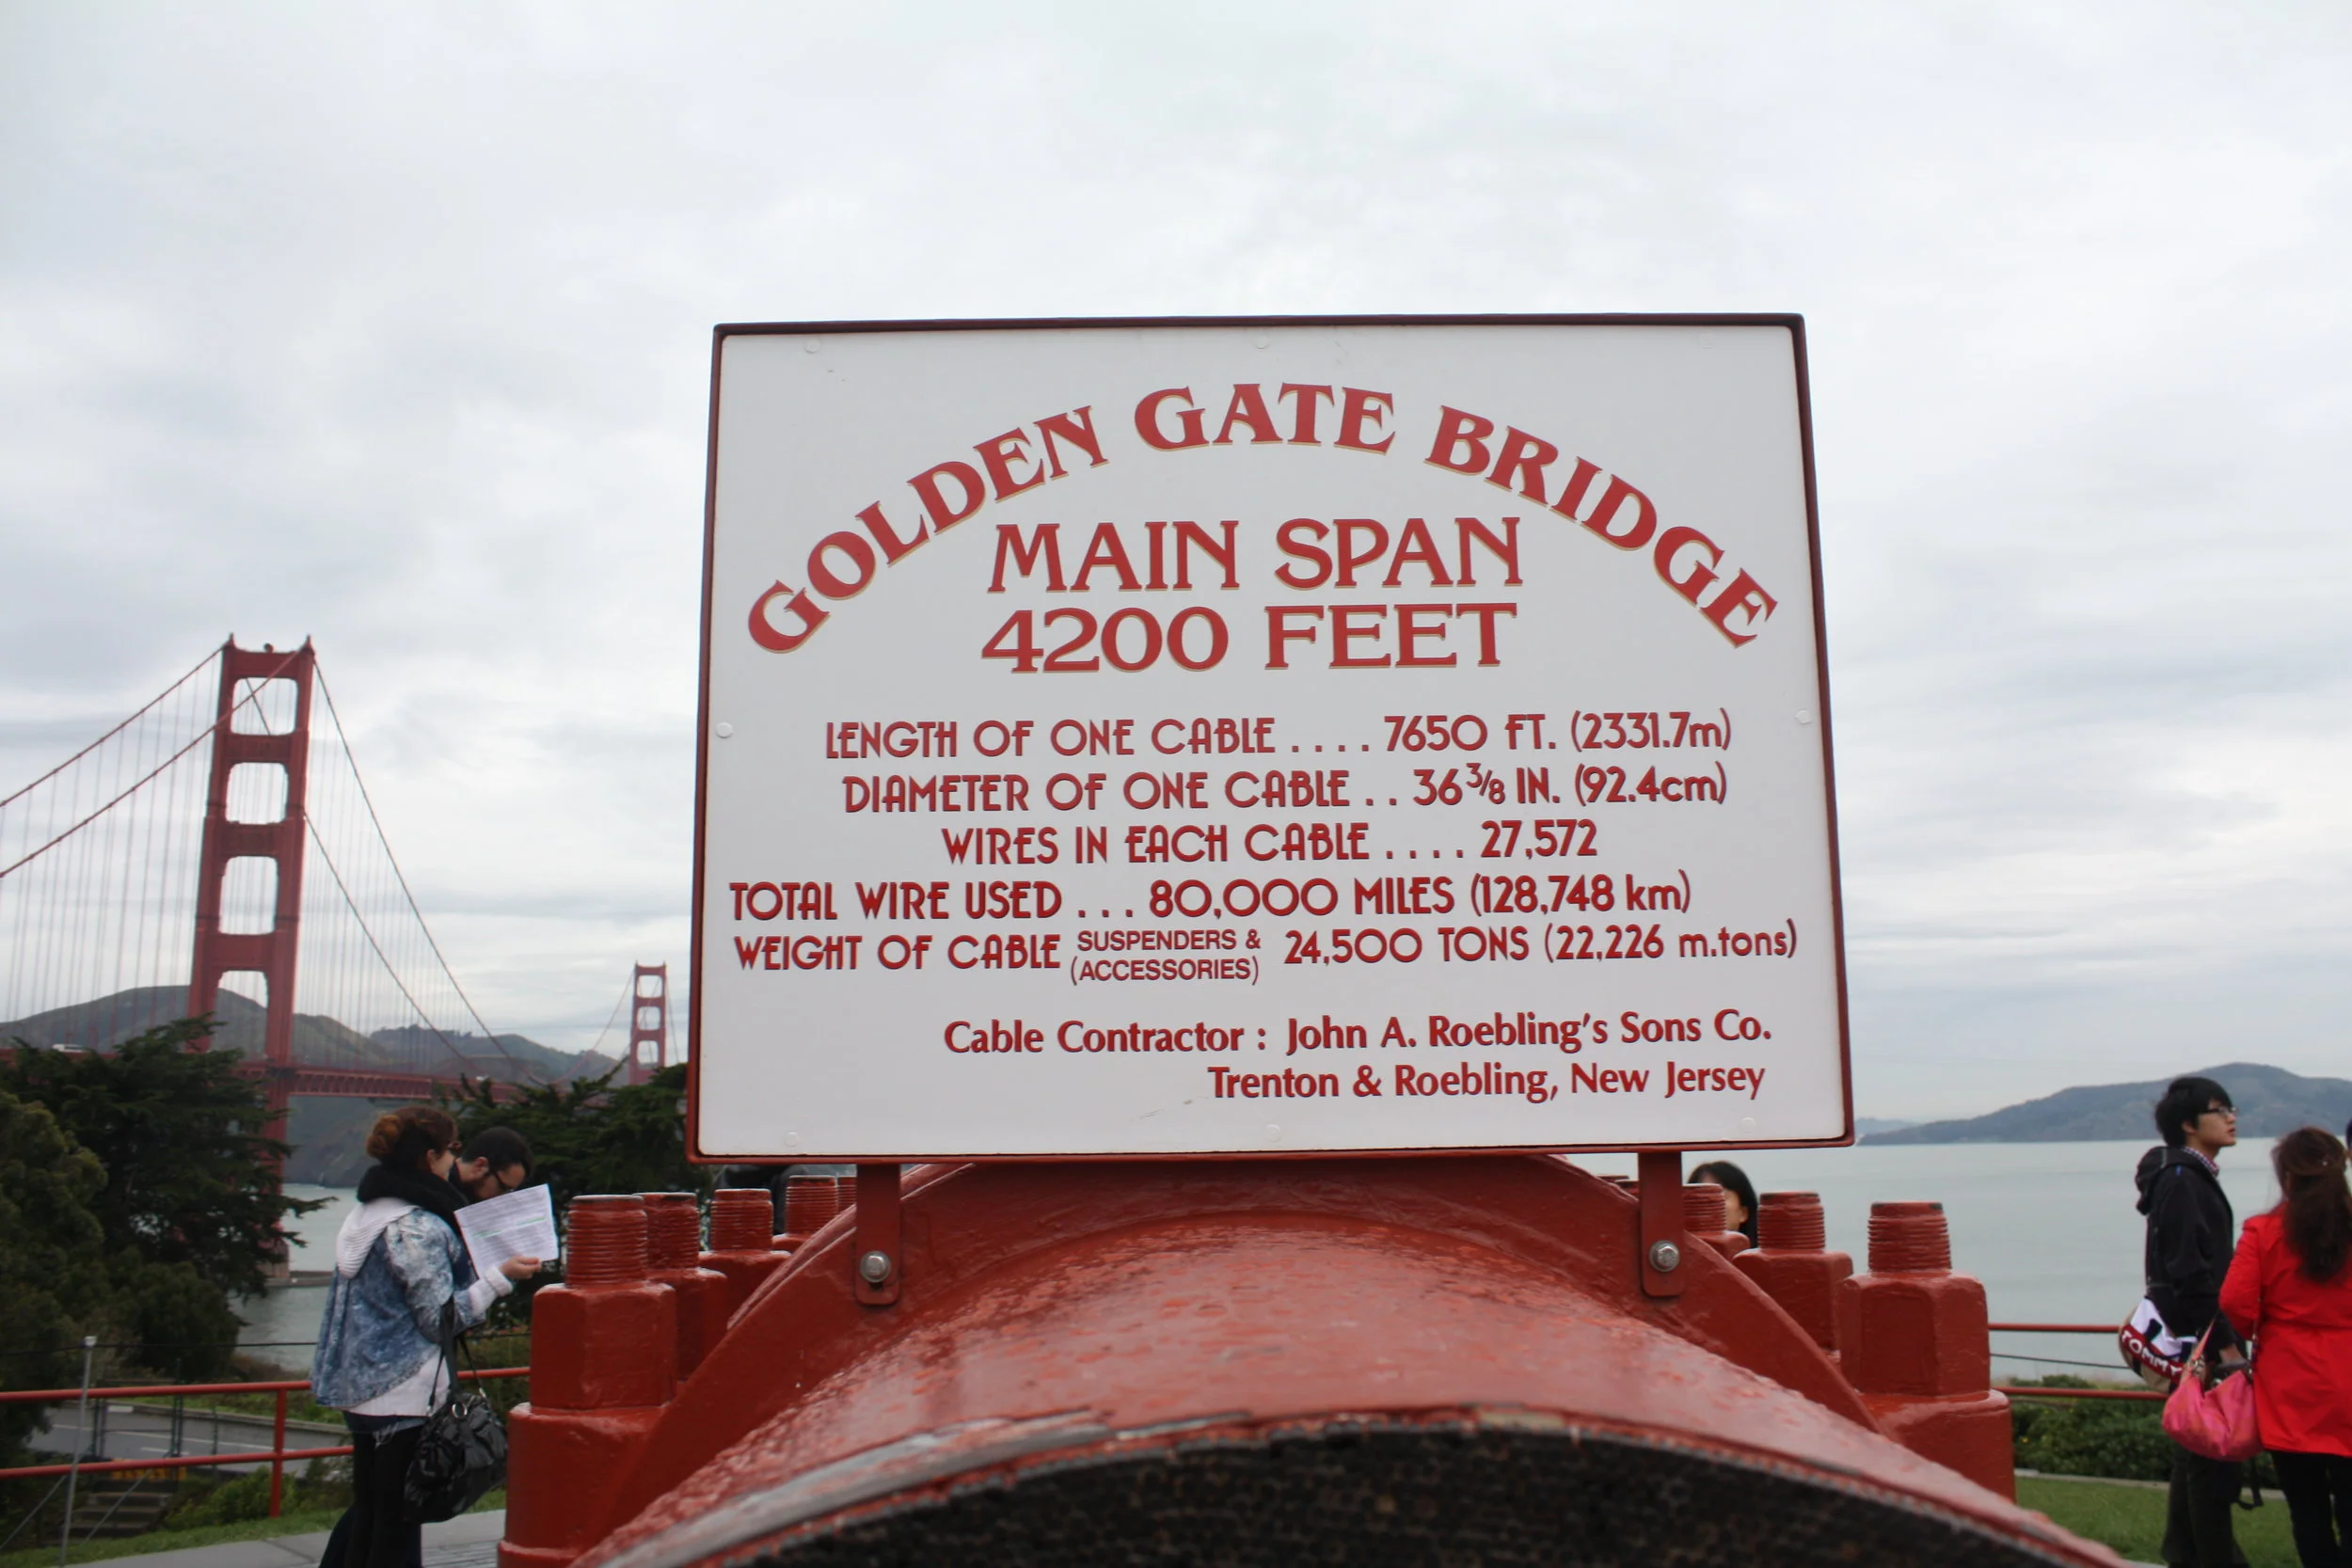 GOLDEN GATE BRIDGE
MAIN SPAN
4200 FEET
LENGTH OF ONE CABLE .... 7650 FT. (2331.7m)
DIAMETER OF ONE CABLE .. 36 3/8 IN. (92.4cm)
WIRES IN EACH CABLE .... 27,572
TOTAL WIRE USED ... 80,000 MILES (128,748 km)
WEIGHT OF CABLE SUSPENDERS & (ACCESSORIES) 24,500 TONS (22,226 m.tons)
Cable Contractor : John A. Roebling's Sons Co.
Trenton & Roebling, New Jersey
TOMMY